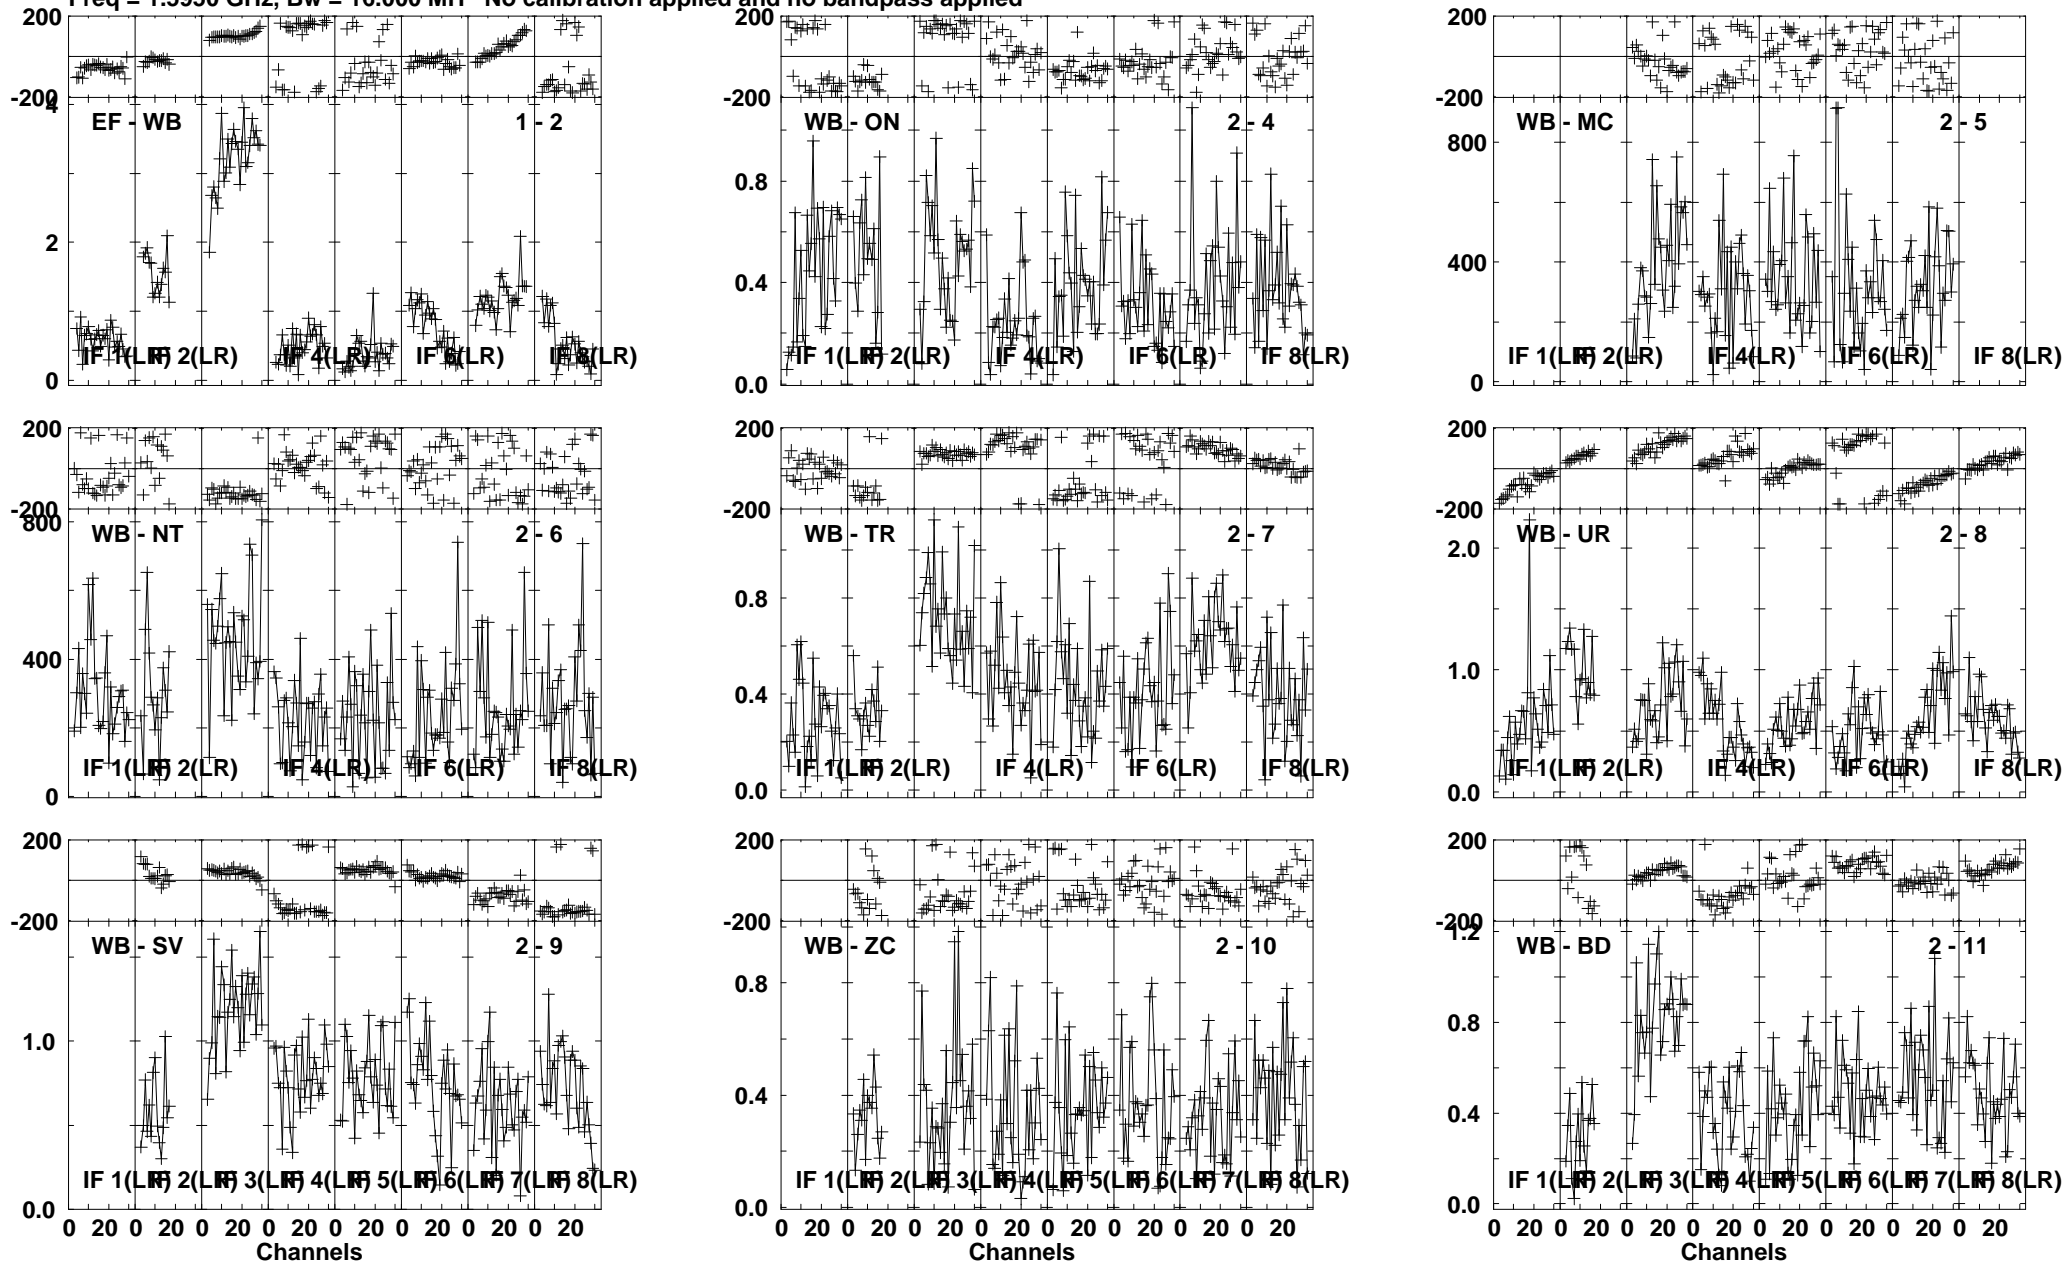 No calibration applied and no bandpass applied
200
-200
4
2
0
EF - WB
1 - 2
IF 1(LR) IF 2(LR) IF 4(LR) IF 6(LR) IF 8(LR)
200
-200
0.8
0.4
0.0
WB - ON
2 - 4
IF 1(LR) IF 2(LR) IF 4(LR) IF 6(LR) IF 8(LR)
200
-200
800
400
0
WB - MC
2 - 5
IF 1(LR) IF 2(LR) IF 4(LR) IF 6(LR) IF 8(LR)
200
-200
800
400
0
WB - NT
2 - 6
IF 1(LR) IF 2(LR) IF 4(LR) IF 6(LR) IF 8(LR)
200
-200
0.8
0.4
0.0
WB - TR
2 - 7
IF 1(LR) IF 2(LR) IF 4(LR) IF 6(LR) IF 8(LR)
200
-200
2.0
1.0
0.0
WB - UR
2 - 8
IF 1(LR) IF 2(LR) IF 4(LR) IF 6(LR) IF 8(LR)
200
-200
1.0
0.0
WB - SV
2 - 9
IF 1(LR) IF 2(LR) IF 3(LR) IF 4(LR) IF 5(LR) IF 6(LR) IF 7(LR) IF 8(LR)
0 20 0 20 0 20 0 20 0 20 0 20 0 20 0 20
Channels
200
-200
0.8
0.4
0.0
WB - ZC
2 - 10
IF 1(LR) IF 2(LR) IF 3(LR) IF 4(LR) IF 5(LR) IF 6(LR) IF 7(LR) IF 8(LR)
0 20 0 20 0 20 0 20 0 20 0 20 0 20 0 20
Channels
200
-200
1.2
0.8
0.4
0.0
WB - BD
2 - 11
IF 1(LR) IF 2(LR) IF 3(LR) IF 4(LR) IF 5(LR) IF 6(LR) IF 7(LR) IF 8(LR)
0 20 0 20 0 20 0 20 0 20 0 20 0 20 0 20
Channels